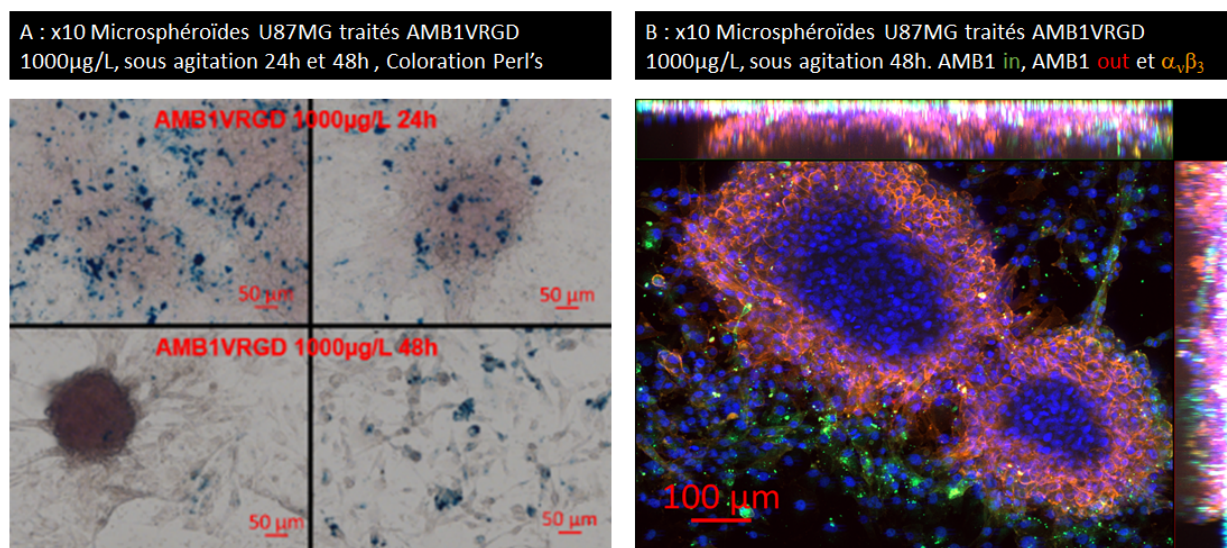 A : x10 Microsphéroïdes U87MG traités AMB1VRGD
1000µg/L, sous agitation 24h et 48h , Coloration Perl’s
AMB1VRGD 1000µg/L 24h
50 µm
50 µm
AMB1VRGD 1000µg/L 48h
50 µm
50 µm
B : x10 Microsphéroïdes U87MG traités AMB1VRGD
1000µg/L, sous agitation 48h. AMB1 in, AMB1 out et αvβ3
100 µm